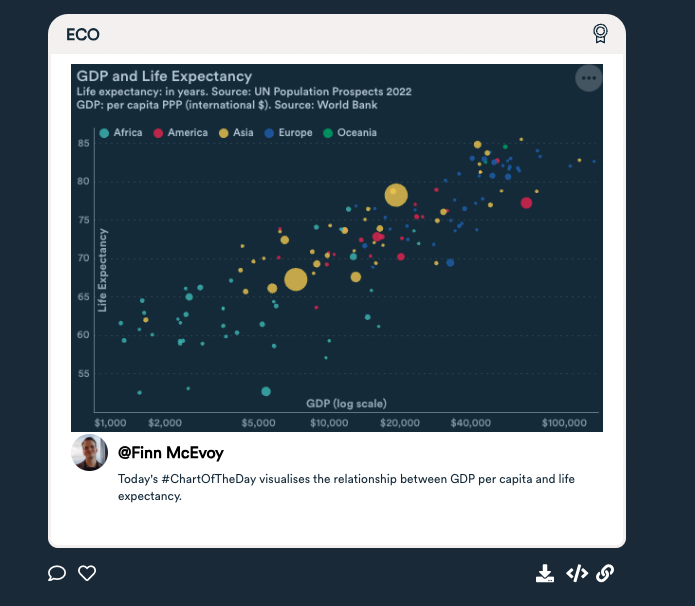 ECO
GDP and Life Expectancy
Life expectancy: in years. Source: UN Population Prospects 2022
GDP: per capita PPP (international $). Source: World Bank
Africa America Asia Europe Oceania
85
80
75
70
65
60
55
Life Expectancy
GDP (log scale)
$1,000 $2,000 $5,000 $10,000 $20,000 $40,000 $100,000
@Finn McEvoy
Today's #ChartOfTheDay visualises the relationship between GDP per capita and life
expectancy.